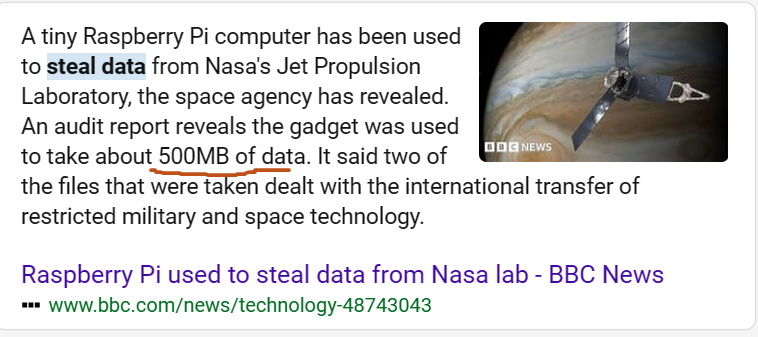 A tiny Raspberry Pi computer has been used
to steal data from Nasa's Jet Propulsion
Laboratory, the space agency has revealed.
An audit report reveals the gadget was used
to take about 500MB of data. It said two of
the files that were taken dealt with the international transfer of
restricted military and space technology.
BBC NEWS
Raspberry Pi used to steal data from Nasa lab - BBC News
www.bbc.com/news/technology-48743043